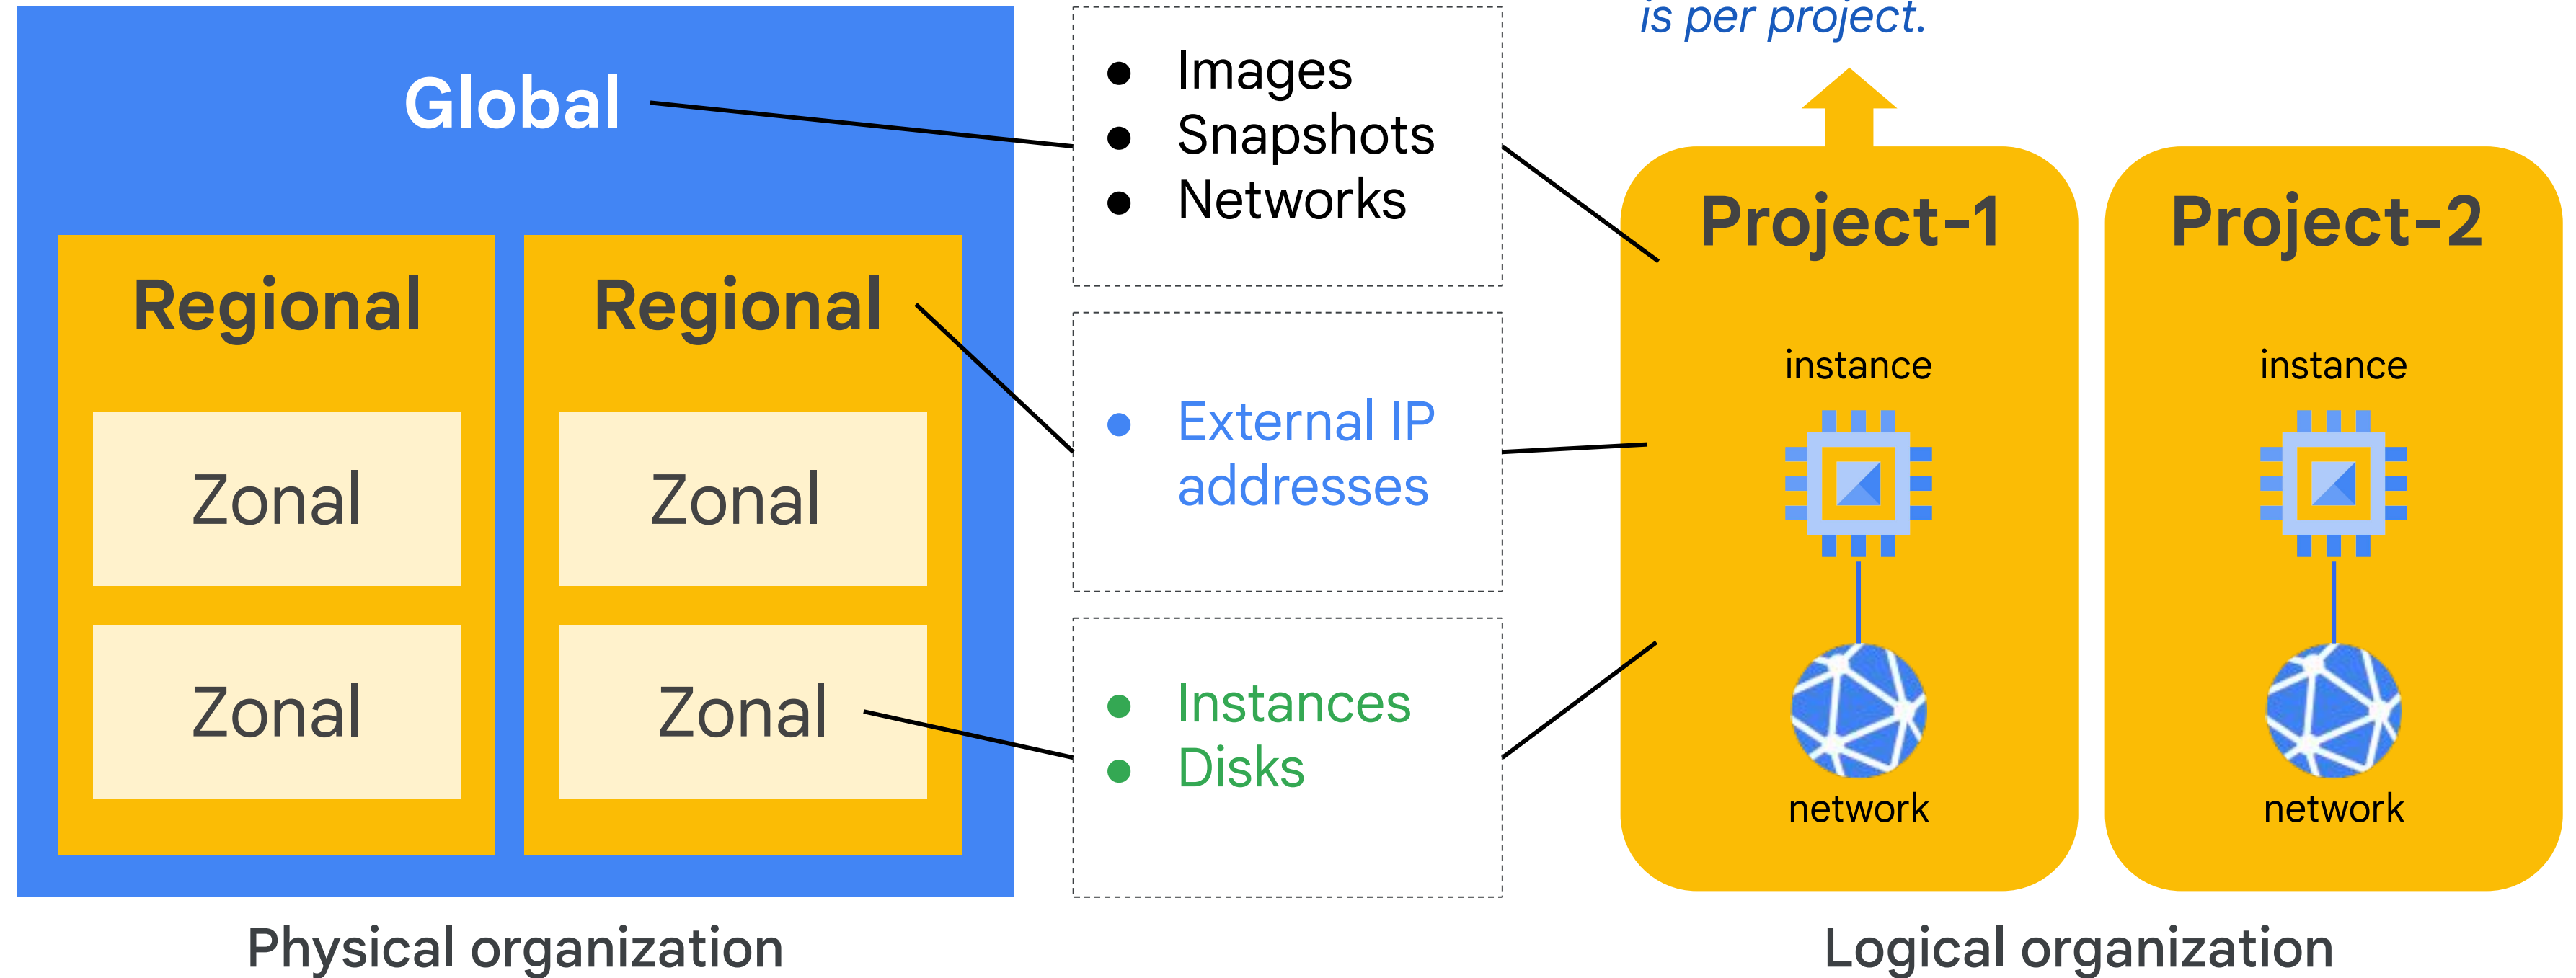 is per project.
Global
Regional
Regional
Zonal
Zonal
Zonal
Zonal
Physical organization
● Images
● Snapshots
● Networks
● External IP
addresses
● Instances
● Disks
Project-1
instance
network
Project-2
instance
network
Logical organization